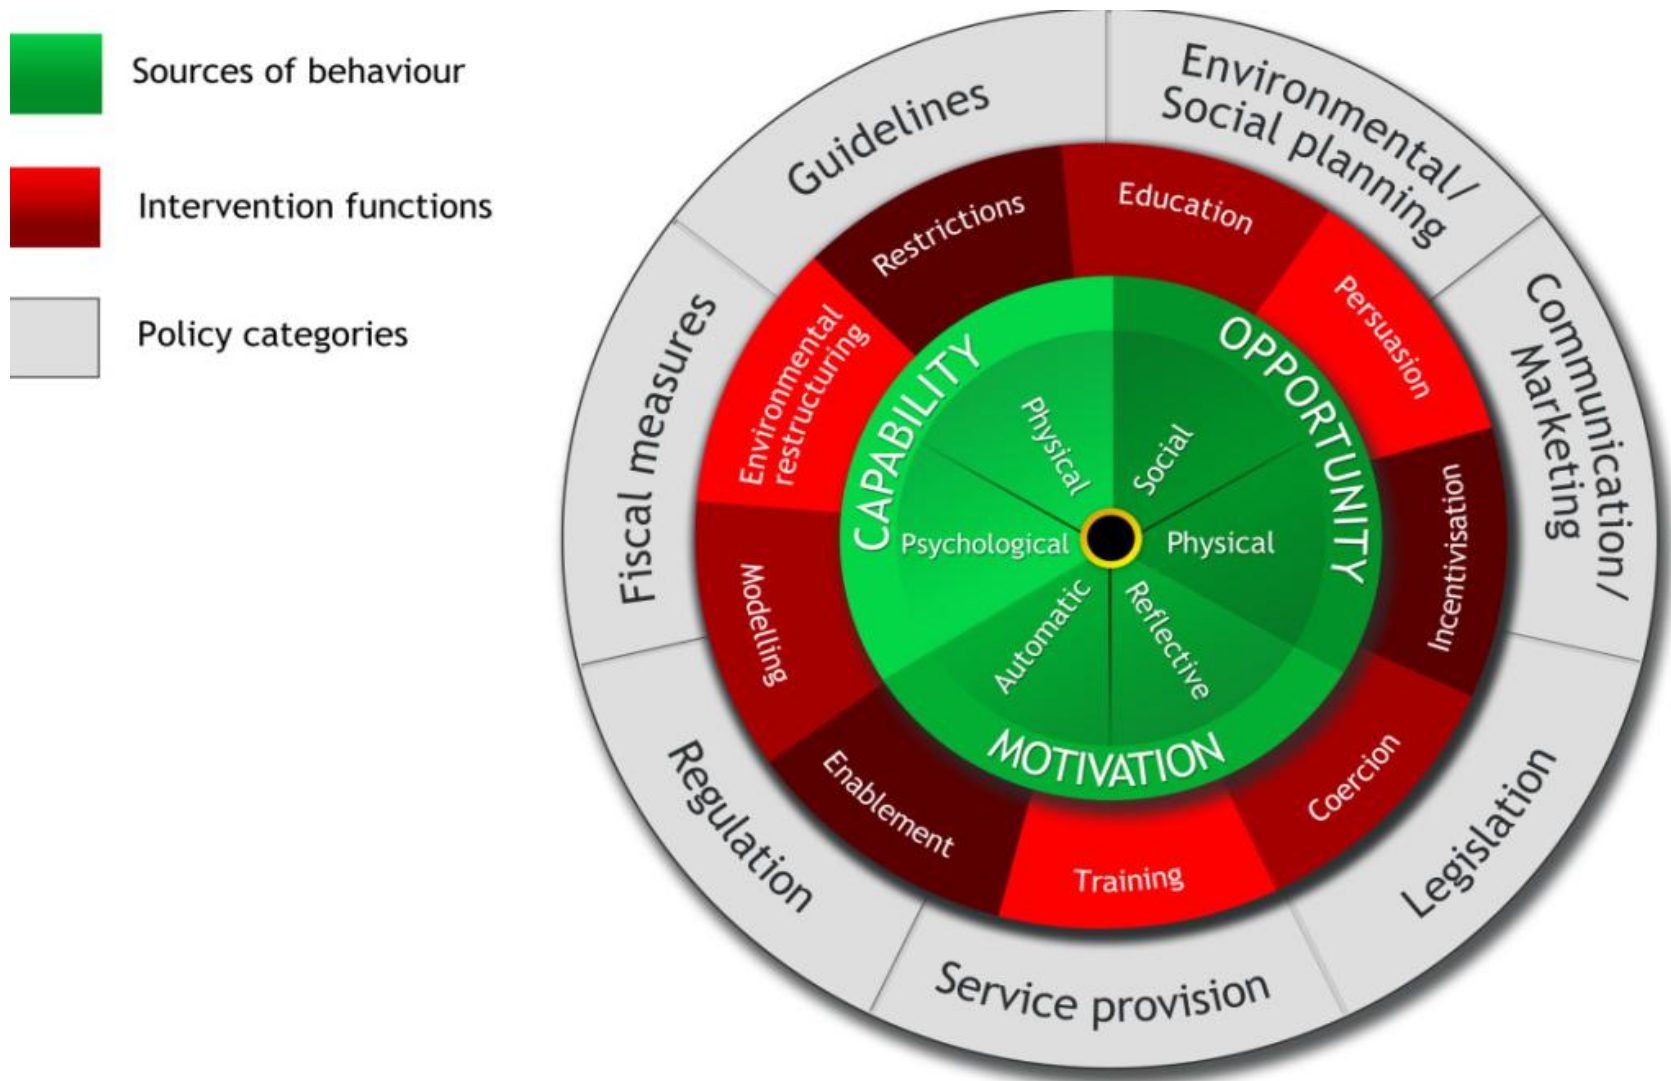 Sources of behaviour
Intervention functions
Policy categories
Guidelines
Environmental/
Social planning
Communication/
Marketing
Legislation
Service provision
Regulation
Fiscal measures
Restrictions
Education
Persuasion
Incentivisation
Coercion
Training
Enablement
Modelling
Environmental
restructuring
CAPABILITY
OPPORTUNITY
MOTIVATION
Physical
Social
Physical
Reflective
Automatic
Psychological